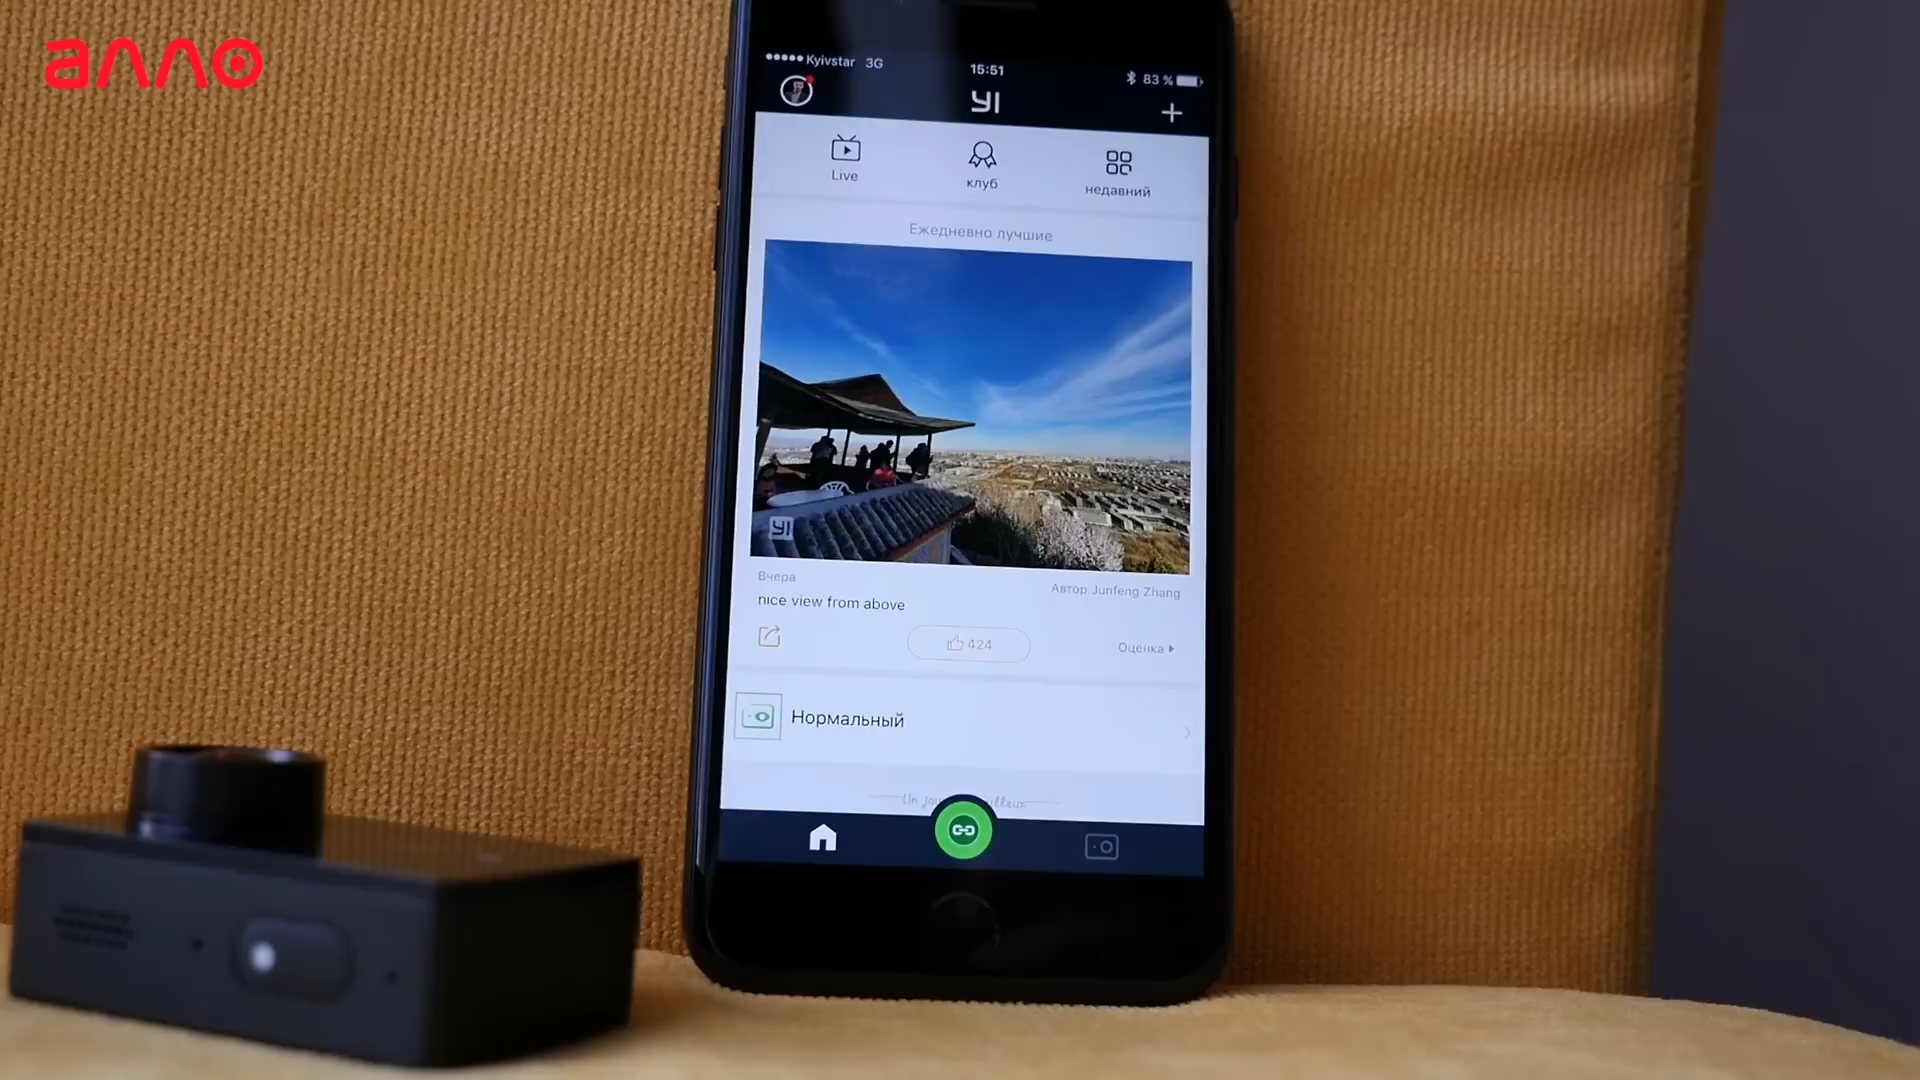 алло
Kyivstar 3G
15:51
83 %
YI
Live
клуб
недавний
Ежедневно лучшие
YI
Вчера
Автор Junfeng Zhang
nice view from above
424
Оценка
Нормальный
Un